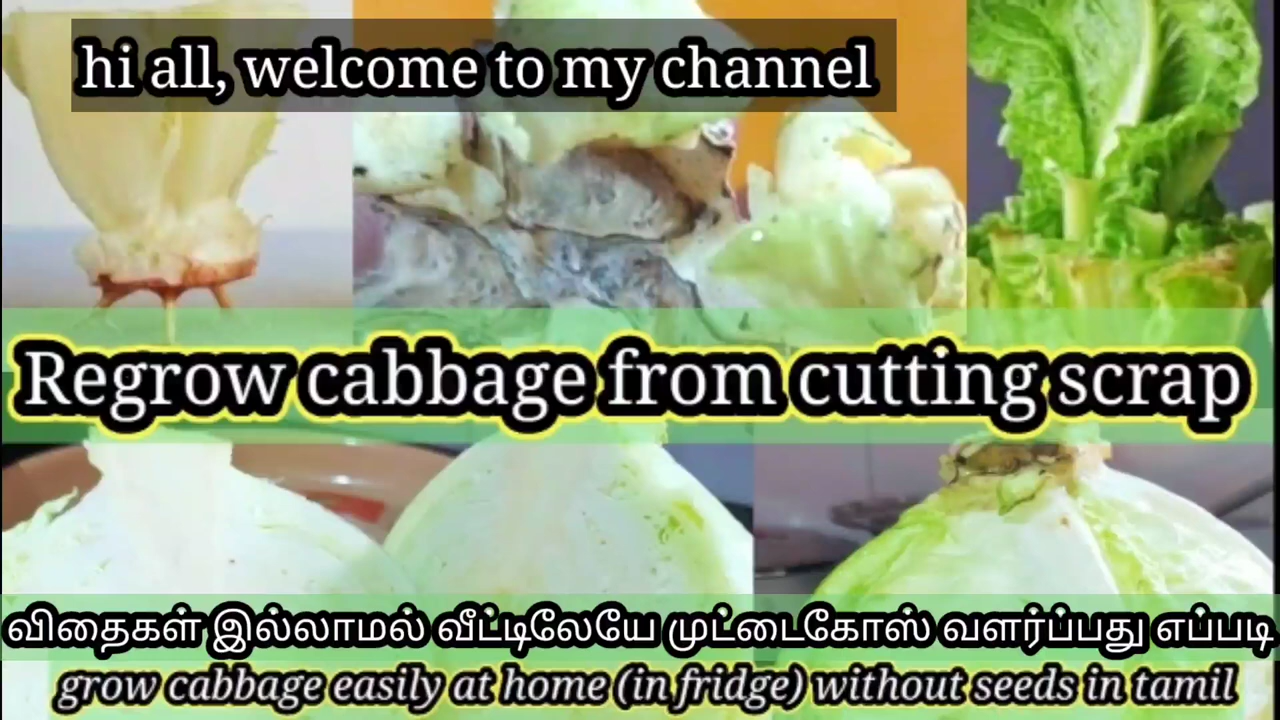 hi all, welcome to my channel
Regrow cabbage from cutting scrap
விதைகள் இல்லாமல் வீட்டிலேயே முட்டைகோஸ் வளர்ப்பது எப்படி
grow cabbage easily at home (in fridge) without seeds in tamil